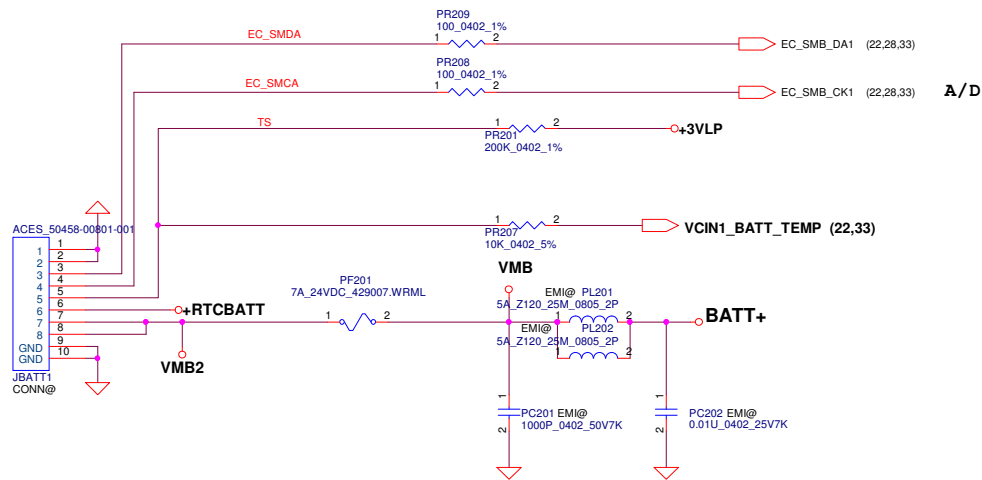 PR209
100_0402_1%
EC_SMDA
1
2
EC_SMB_DA1 (22,28,33)
PR208
100_0402_1%
EC_SMCA
1
2
EC_SMB_CK1 (22,28,33)
A/D
TS
1
2
+3VLP
PR201
200K_0402_1%
1
2
VCIN1_BATT_TEMP (22,33)
PR207
10K_0402_5%
ACES_50458-00801-001
1 1
2 2
3 3
4 4
5 5
6 6
7 7
8 8
GND 9
GND 10
JBATT1
CONN@
+RTCBATT
VMB2
PF201
7A_24VDC_429007.WRML
1
2
VMB
EMI@ PL201
5A_Z120_25M_0805_2P
1
2
EMI@ PL202
5A_Z120_25M_0805_2P
1
2
BATT+
1
2
PC201 EMI@
1000P_0402_50V7K
1
2
PC202 EMI@
0.01U_0402_25V7K